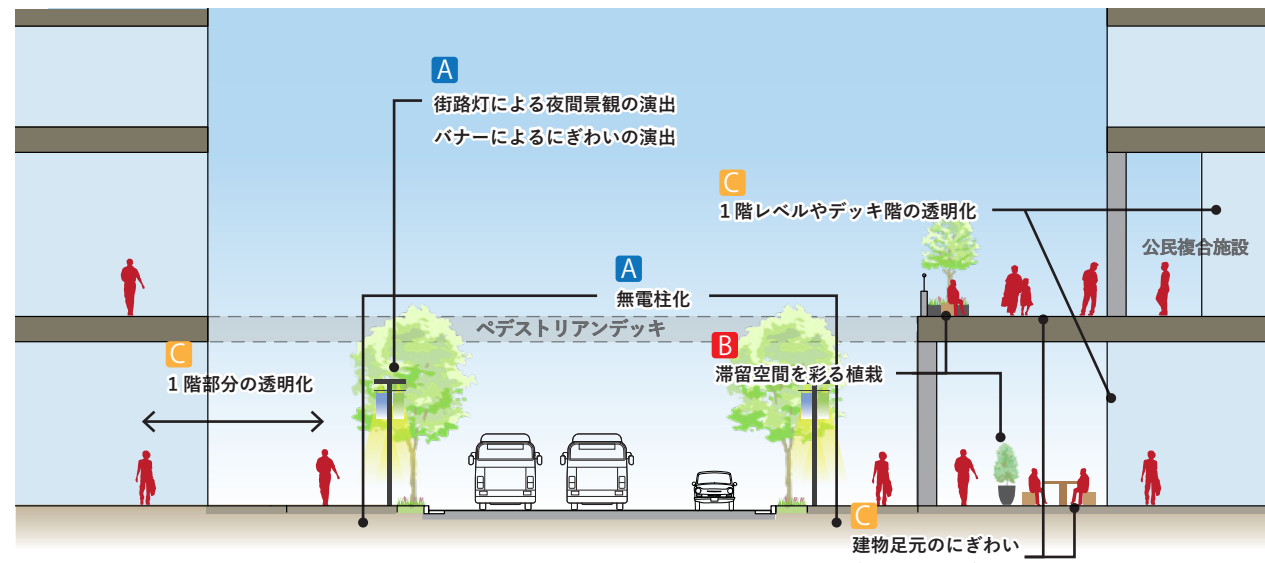 A
街路灯による夜間景観の演出
バナーによるにぎわいの演出
C
1階レベルやデッキ階の透明化
公民複合施設
A
無電柱化
ペデストリアンデッキ
C
1階部分の透明化
B
滞留空間を彩る植栽
C
建物足元のにぎわい